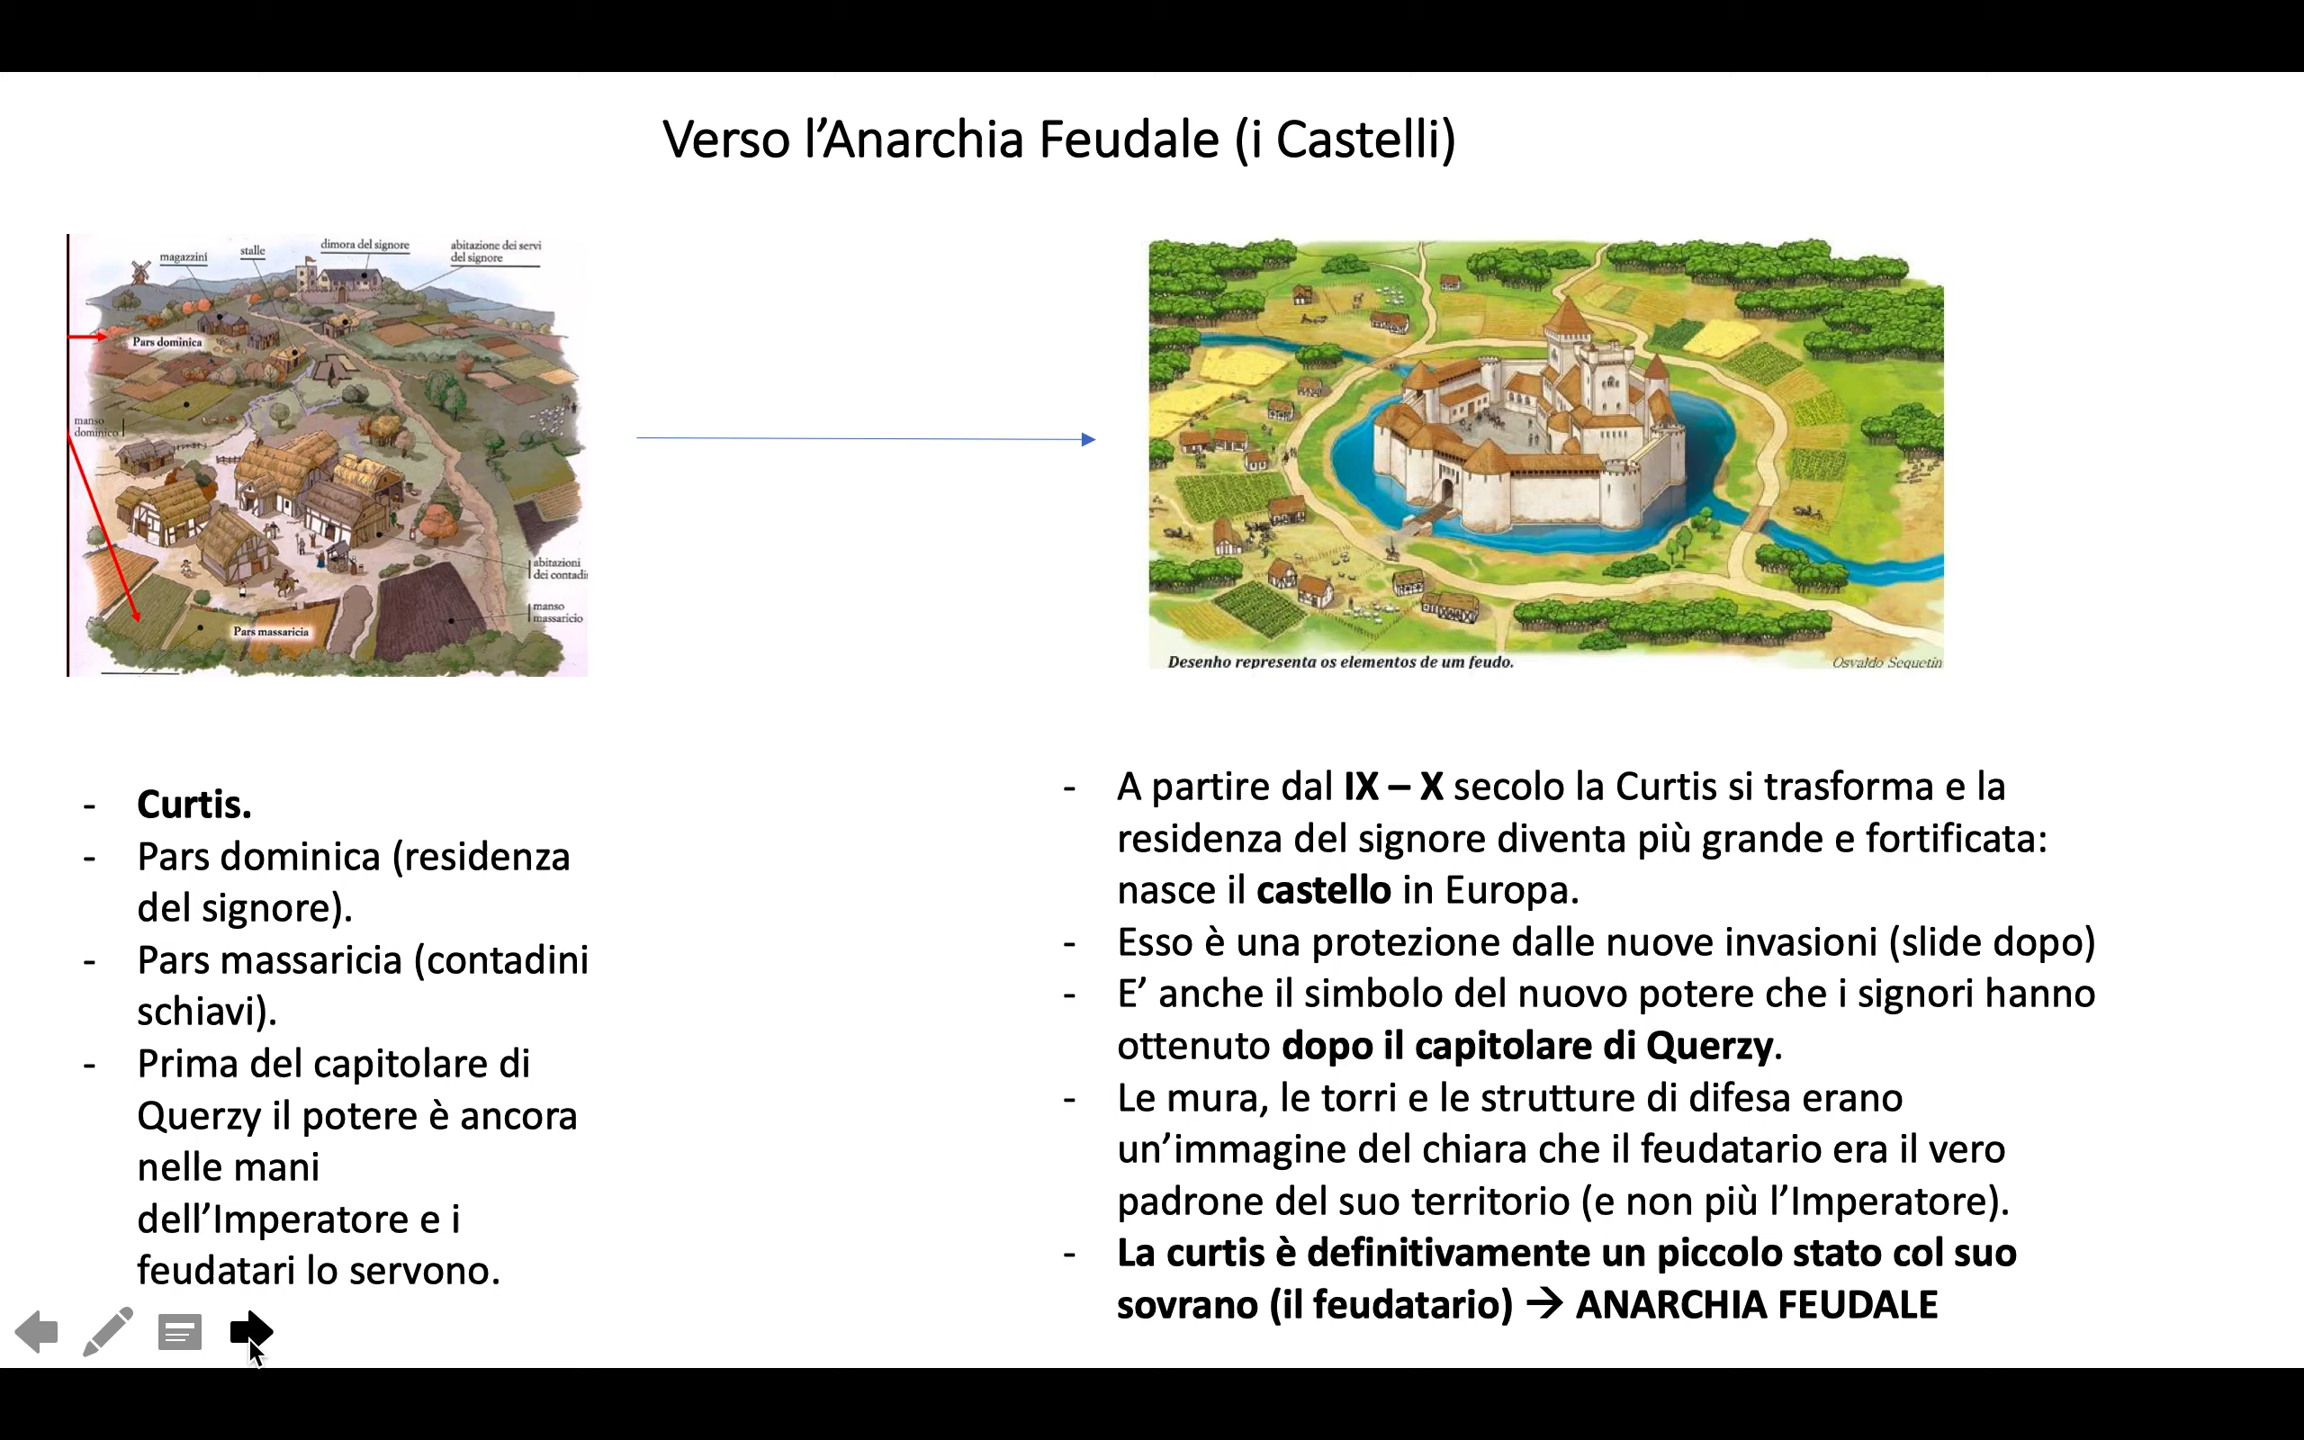 Verso l’Anarchia Feudale (i Castelli)
magazzini
stalle
dimora del signore
abitazione dei servi
del signore
Pars dominica
manso
dominico
abitazioni
dei contadi
manso
massaricio
Pars massaricia
Desenho representa os elementos de um feudo.
Osvaldo Sequetin
- Curtis.
- Pars dominica (residenza
del signore).
- Pars massaricia (contadini
schiavi).
- Prima del capitolare di
Querzy il potere è ancora
nelle mani
dell’Imperatore e i
feudatari lo servono.
- A partire dal IX – X secolo la Curtis si trasforma e la
residenza del signore diventa più grande e fortificata:
nasce il castello in Europa.
- Esso è una protezione dalle nuove invasioni (slide dopo)
- E’ anche il simbolo del nuovo potere che i signori hanno
ottenuto dopo il capitolare di Querzy.
- Le mura, le torri e le strutture di difesa erano
un’immagine del chiara che il feudatario era il vero
padrone del suo territorio (e non più l’Imperatore).
- La curtis è definitivamente un piccolo stato col suo
sovrano (il feudatario) → ANARCHIA FEUDALE